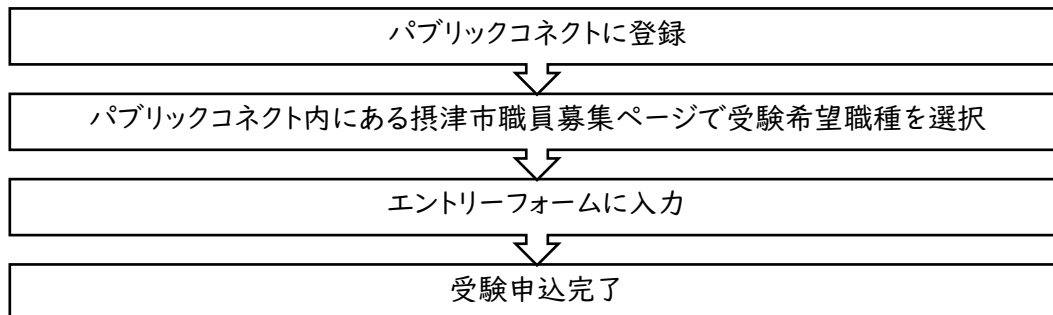 パブリックコネクトに登録
パブリックコネクト内にある摂津市職員募集ページで受験希望職種を選択
エントリーフォームに入力
受験申込完了